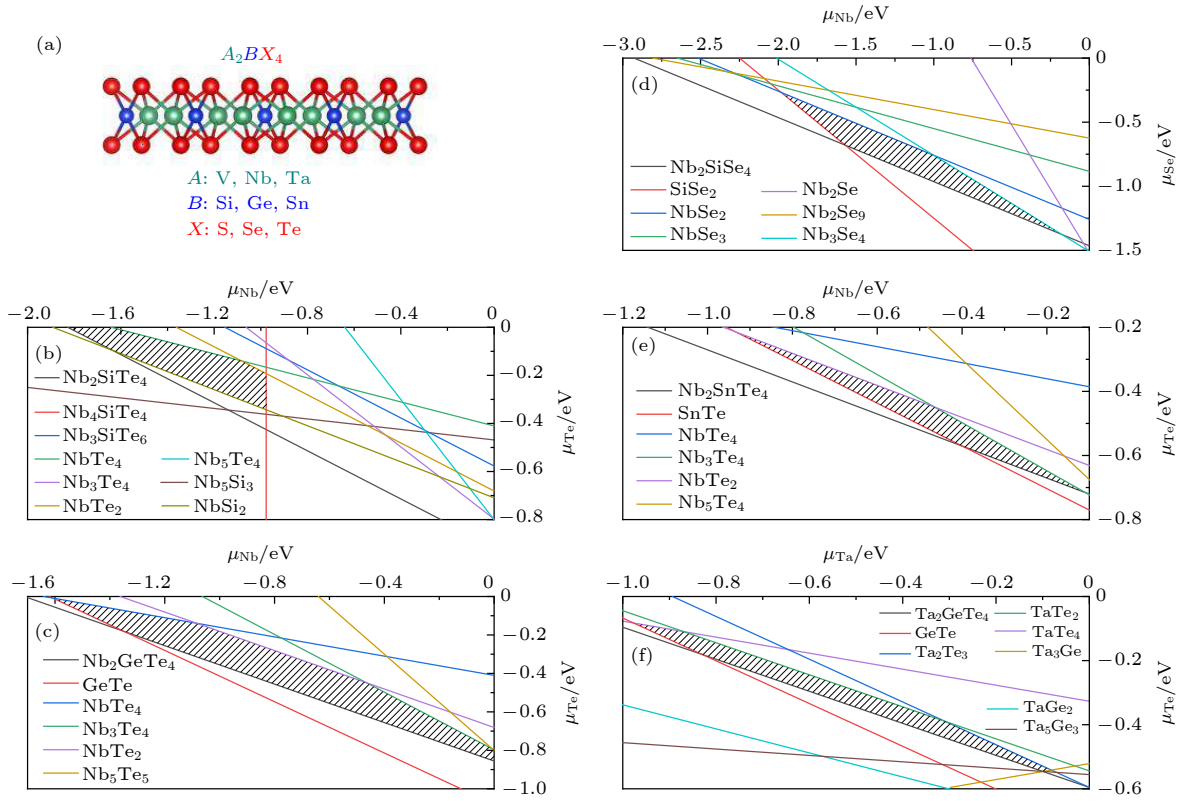 (a)
A₂BX₄
A: V, Nb, Ta
B: Si, Ge, Sn
X: S, Se, Te
μNb/eV
−3.0 −2.5 −2.0 −1.5 −1.0 −0.5 0
(d)
0
−0.5
−1.0
−1.5
μSe/eV
Nb₂SiSe₄
SiSe₂
NbSe₂
NbSe₃
Nb₂Se
Nb₂Se₉
Nb₃Se₄
μNb/eV
−2.0 −1.6 −1.2 −0.8 −0.4 0
(b)
0
−0.2
−0.4
−0.6
−0.8
μTe/eV
Nb₂SiTe₄
Nb₄SiTe₄
Nb₃SiTe₆
NbTe₄
Nb₃Te₄
NbTe₂
Nb₅Te₄
Nb₅Si₃
NbSi₂
μNb/eV
−1.2 −1.0 −0.8 −0.6 −0.4 −0.2
(e)
−0.2
−0.4
−0.6
−0.8
μTe/eV
Nb₂SnTe₄
SnTe
NbTe₄
Nb₃Te₄
NbTe₂
Nb₅Te₄
μNb/eV
−1.6 −1.2 −0.8 −0.4 0
(c)
0
−0.2
−0.4
−0.6
−0.8
−1.0
μTe/eV
Nb₂GeTe₄
GeTe
NbTe₄
Nb₃Te₄
NbTe₂
Nb₅Te₅
μTa/eV
−1.0 −0.8 −0.6 −0.4 −0.2 0
(f)
0
−0.2
−0.4
−0.6
μTe/eV
Ta₂GeTe₄
GeTe
Ta₂Te₃
TaTe₂
TaTe₄
Ta₃Ge
TaGe₂
Ta₅Ge₃